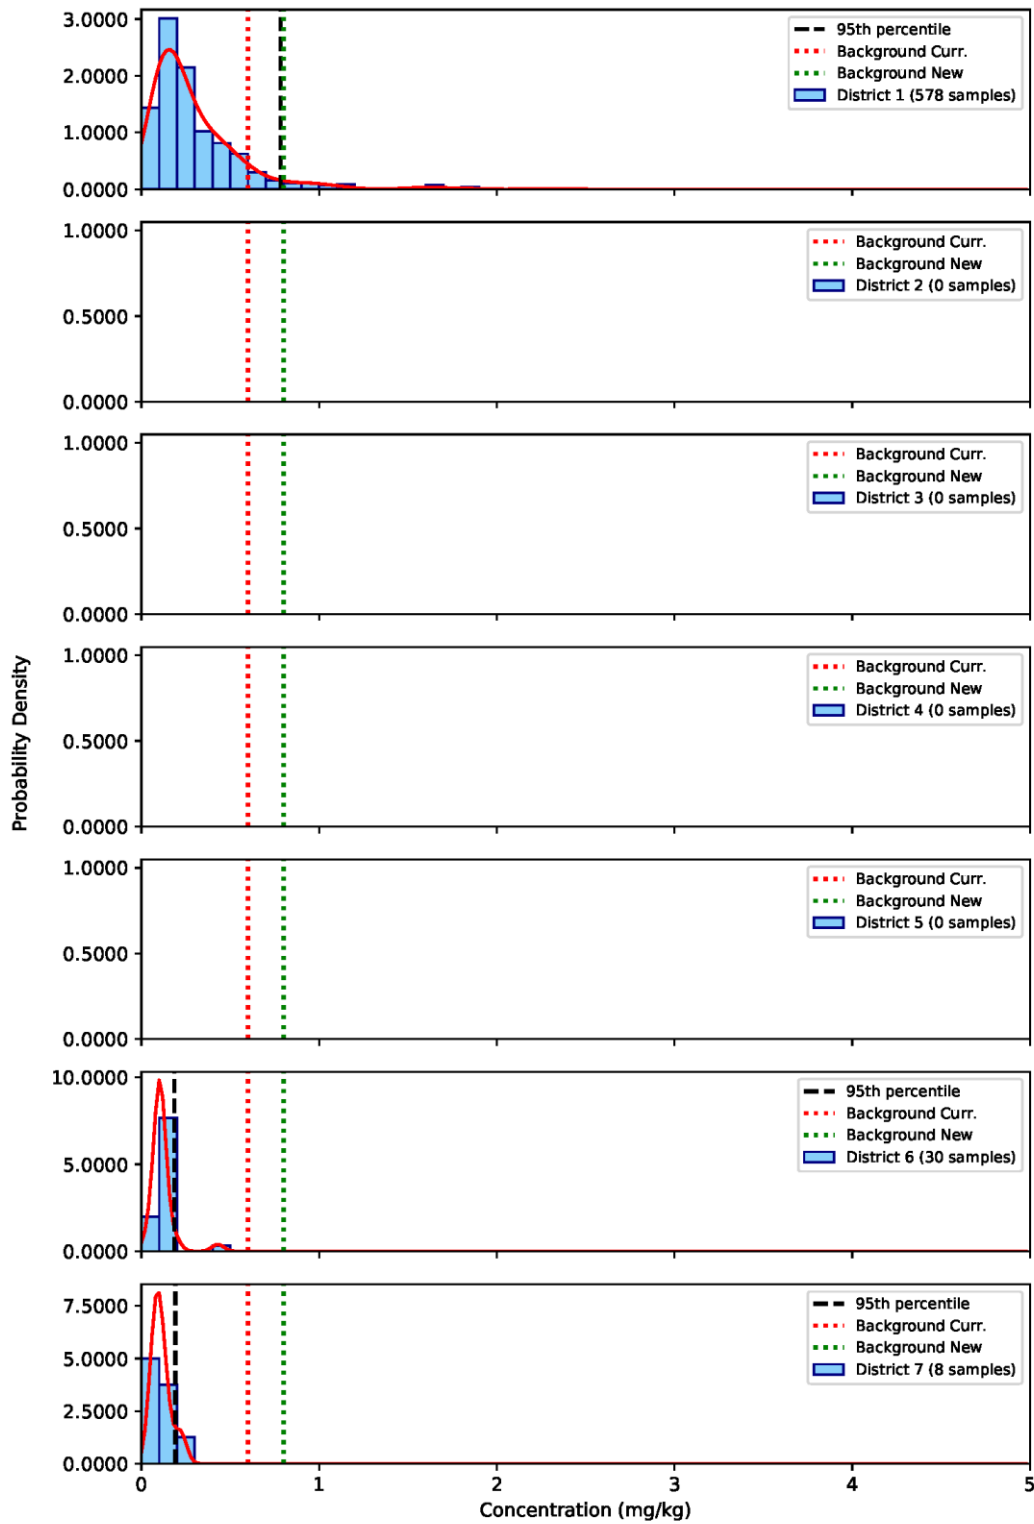 3.0000
2.0000
1.0000
0.0000
95th percentile
Background Curr.
Background New
District 1 (578 samples)
1.0000
0.5000
0.0000
Background Curr.
Background New
District 2 (0 samples)
1.0000
0.5000
0.0000
Background Curr.
Background New
District 3 (0 samples)
Probability Density
1.0000
0.5000
0.0000
Background Curr.
Background New
District 4 (0 samples)
1.0000
0.5000
0.0000
Background Curr.
Background New
District 5 (0 samples)
10.0000
5.0000
0.0000
95th percentile
Background Curr.
Background New
District 6 (30 samples)
7.5000
5.0000
2.5000
0.0000
95th percentile
Background Curr.
Background New
District 7 (8 samples)
0 1 2 3 4 5
Concentration (mg/kg)